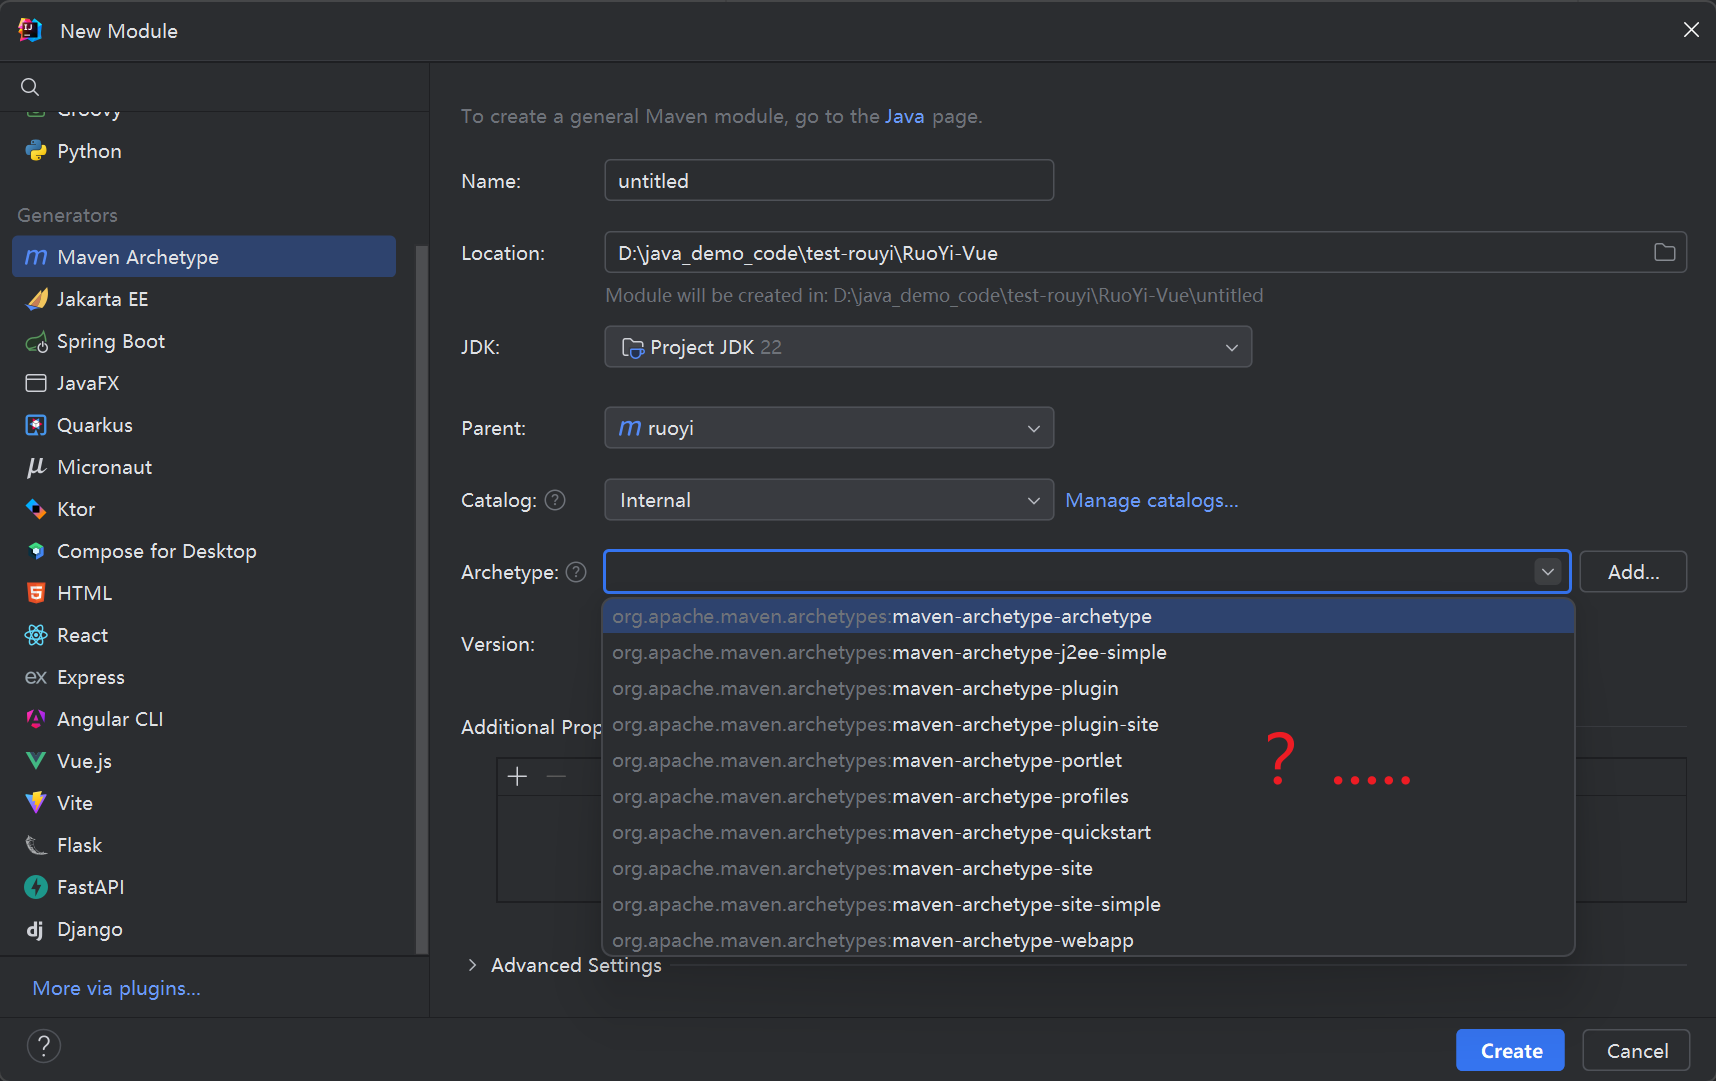 New Module
Groovy
Python
Generators
Maven Archetype
Jakarta EE
Spring Boot
JavaFX
Quarkus
Micronaut
Ktor
Compose for Desktop
HTML
React
Express
Angular CLI
Vue.js
Vite
Flask
FastAPI
Django
More via plugins...
To create a general Maven module, go to the Java page.
Name:
untitled
Location:
D:\java_demo_code\test-rouyi\RuoYi-Vue
Module will be created in: D:\java_demo_code\test-rouyi\RuoYi-Vue\untitled
JDK:
Project JDK 22
Parent:
ruoyi
Catalog:
Internal
Manage catalogs...
Archetype:
Add...
org.apache.maven.archetypes:maven-archetype-archetype
org.apache.maven.archetypes:maven-archetype-j2ee-simple
org.apache.maven.archetypes:maven-archetype-plugin
org.apache.maven.archetypes:maven-archetype-plugin-site
org.apache.maven.archetypes:maven-archetype-portlet
org.apache.maven.archetypes:maven-archetype-profiles
org.apache.maven.archetypes:maven-archetype-quickstart
org.apache.maven.archetypes:maven-archetype-site
org.apache.maven.archetypes:maven-archetype-site-simple
org.apache.maven.archetypes:maven-archetype-webapp
? .....
Version:
Additional Prop
Advanced Settings
Create
Cancel